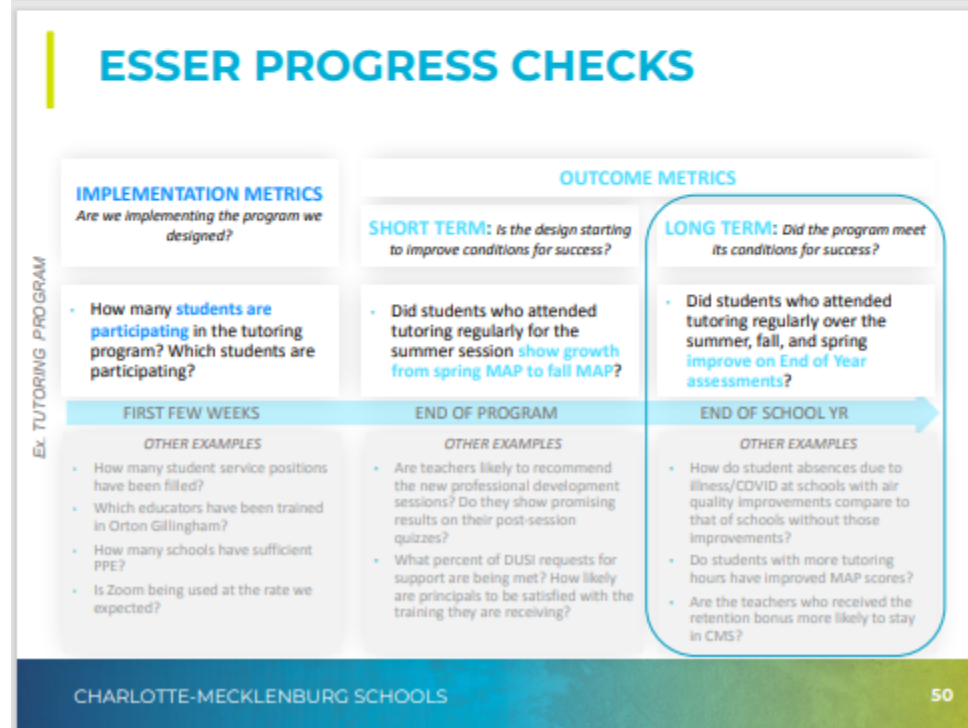 ESSER PROGRESS CHECKS
Ex. TUTORING PROGRAM
IMPLEMENTATION METRICS
Are we implementing the program we
designed?
OUTCOME METRICS
SHORT TERM: Is the design starting
to improve conditions for success?
LONG TERM: Did the program meet
its conditions for success?
• How many students are
participating in the tutoring
program? Which students are
participating?
• Did students who attended
tutoring regularly for the
summer session show growth
from spring MAP to fall MAP?
• Did students who attended
tutoring regularly over the
summer, fall, and spring
improve on End of Year
assessments?
FIRST FEW WEEKS
END OF PROGRAM
END OF SCHOOL YR
OTHER EXAMPLES
• How many student service positions
have been filled?
• Which educators have been trained
in Orton Gillingham?
• How many schools have sufficient
PPE?
• Is Zoom being used at the rate we
expected?
OTHER EXAMPLES
• Are teachers likely to recommend
the new professional development
sessions? Do they show promising
results on their post-session
quizzes?
• What percent of DUSI requests for
support are being met? How likely
are principals to be satisfied with the
training they are receiving?
OTHER EXAMPLES
• How do student absences due to
illness/COVID at schools with air
quality improvements compare to
that of schools without those
improvements?
• Do students with more tutoring
hours have improved MAP scores?
• Are the teachers who received the
retention bonus more likely to stay
in CMS?
CHARLOTTE-MECKLENBURG SCHOOLS
50